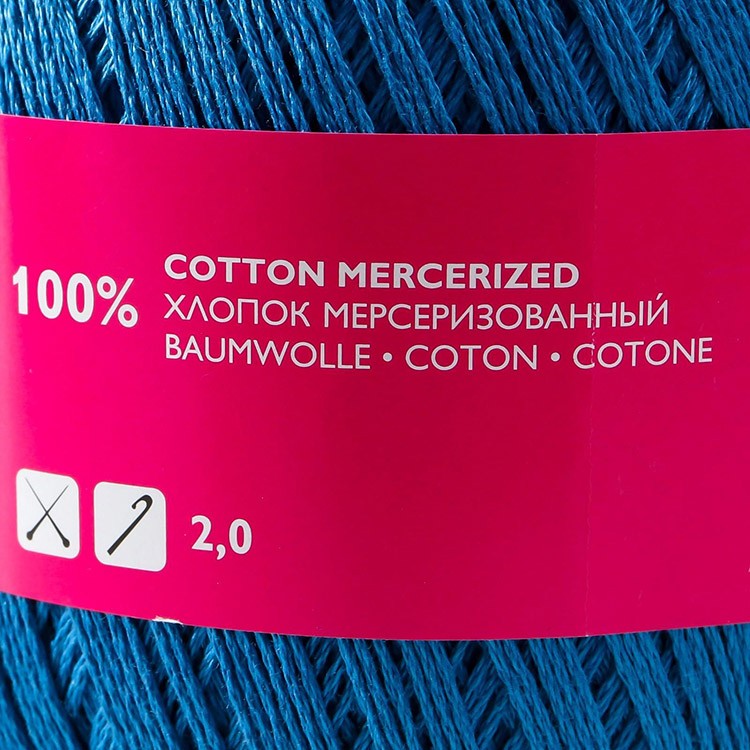 100%
COTTON MERCERIZED
ХЛОПОК МЕРСЕРИЗОВАННЫЙ
BAUMWOLLE • COTON • COTONE
2,0